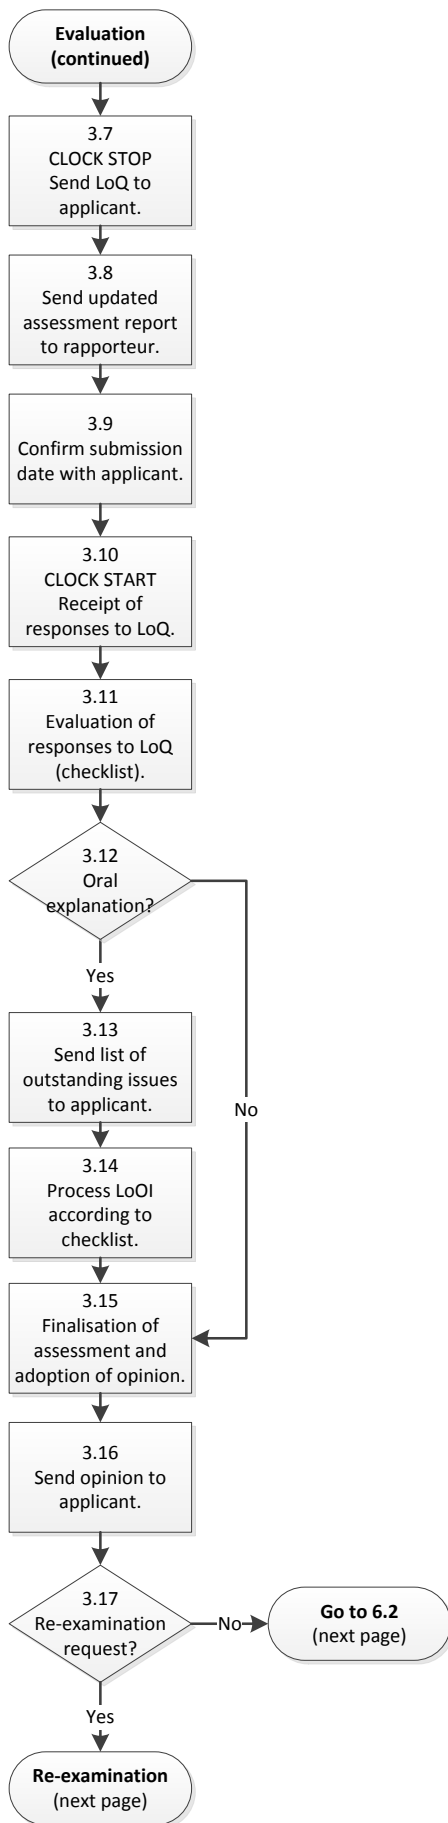 Evaluation
(continued)
3.7
CLOCK STOP
Send LoQ to
applicant.
3.8
Send updated
assessment report
to rapporteur.
3.9
Confirm submission
date with applicant.
3.10
CLOCK START
Receipt of
responses to LoQ.
3.11
Evaluation of
responses to LoQ
(checklist).
3.12
Oral
explanation?
Yes
No
3.13
Send list of
outstanding issues
to applicant.
3.14
Process LoOI
according to
checklist.
3.15
Finalisation of
assessment and
adoption of opinion.
3.16
Send opinion to
applicant.
3.17
Re-examination
request?
No
Go to 6.2
(next page)
Yes
Re-examination
(next page)